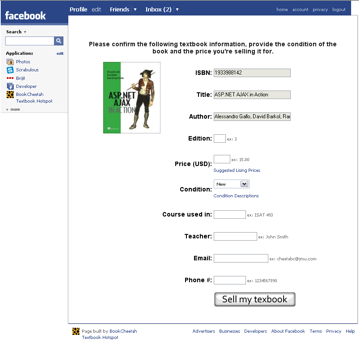 facebook
Profile edit Friends ▾ Inbox (2) ▾
home account privacy logout
Search ▾
Applications edit
Photos
Scrabulous
Developer
BookCheetah
Textbook Hotspot
more
Please confirm the following textbook information, provide the condition of the
book and the price you're selling it for.
ASP.NET
AJAX
IN ACTION
ISBN: 1933988142
Title: ASP.NET AJAX in Action
Author: Alessandro Gallo, David Barkol,
Edition: ex: 3
Price (USD): ex: 35.86
Suggested Using Prices
Condition: New
Condition Descriptions
Course used in: ex: ISAT 493
Teacher: ex: John Smith
Email: ex: cheetabc@jmu.com
Phone #: ex: 1234567890
Sell my texbook
Page built by BookCheetah
Textbook Hotspot
Advertisers Businesses Developers About Facebook Terms Privacy Help